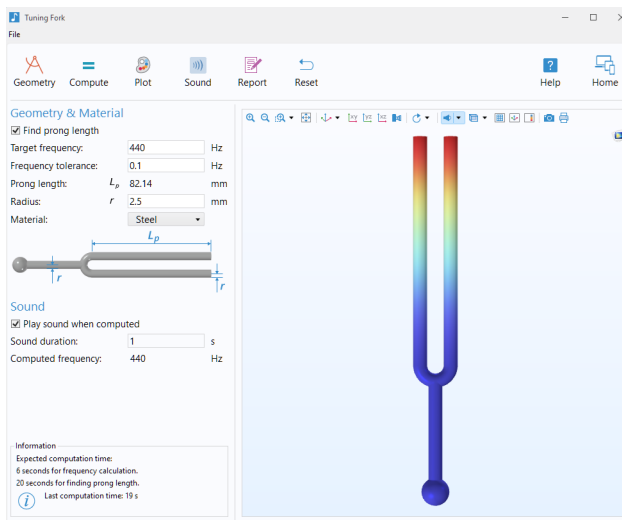 Tuning Fork
File
Geometry Compute Plot Sound Report Reset Help Home
Geometry & Material
Find prong length
Target frequency: 440 Hz
Frequency tolerance: 0.1 Hz
Prong length: Lp 82.14 mm
Radius: r 2.5 mm
Material: Steel
Lp
r
r
Sound
Play sound when computed
Sound duration: 1 s
Computed frequency: 440 Hz
Information
Expected computation time:
6 seconds for frequency calculation.
20 seconds for finding prong length.
Last computation time: 19 s
xy yz xz